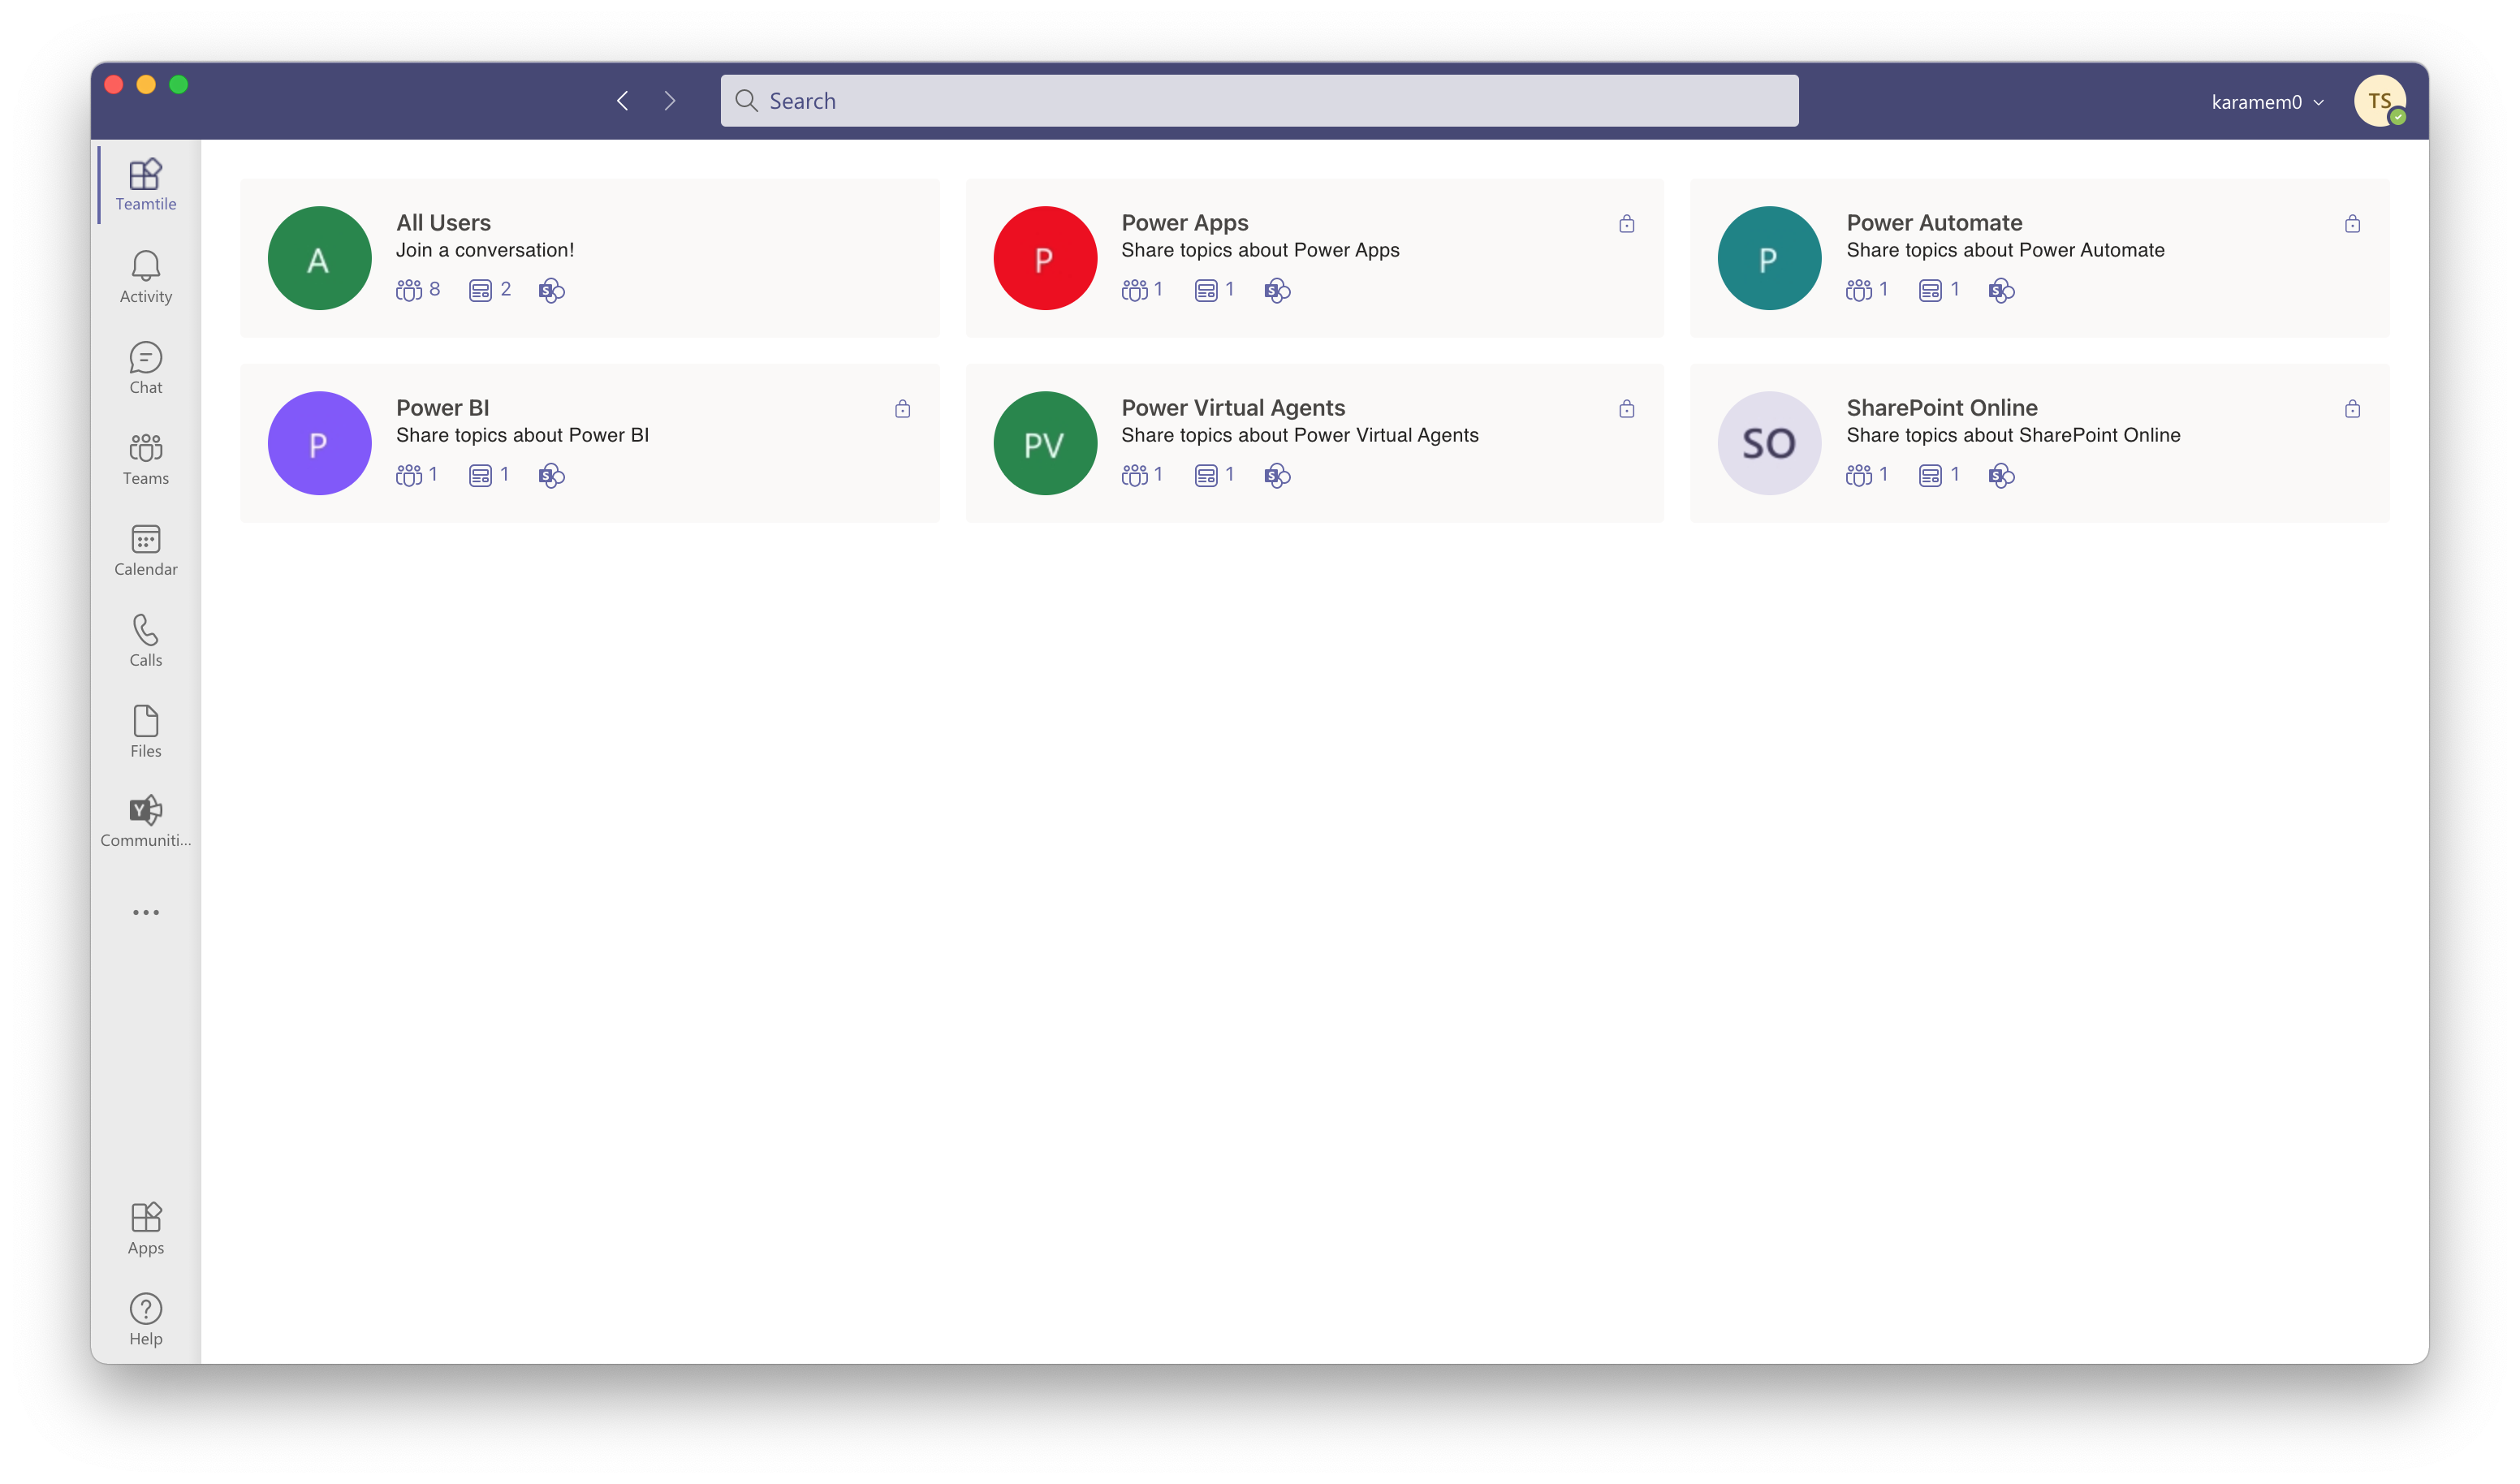 Search
karamem0
TS
Teamtile
Activity
Chat
Teams
Calendar
Calls
Files
Y
Communiti...
Apps
Help
A
All Users
Join a conversation!
8 2 S
P
Power Apps
Share topics about Power Apps
1 1 S
P
Power Automate
Share topics about Power Automate
1 1 S
P
Power BI
Share topics about Power BI
1 1 S
PV
Power Virtual Agents
Share topics about Power Virtual Agents
1 1 S
SO
SharePoint Online
Share topics about SharePoint Online
1 1 S